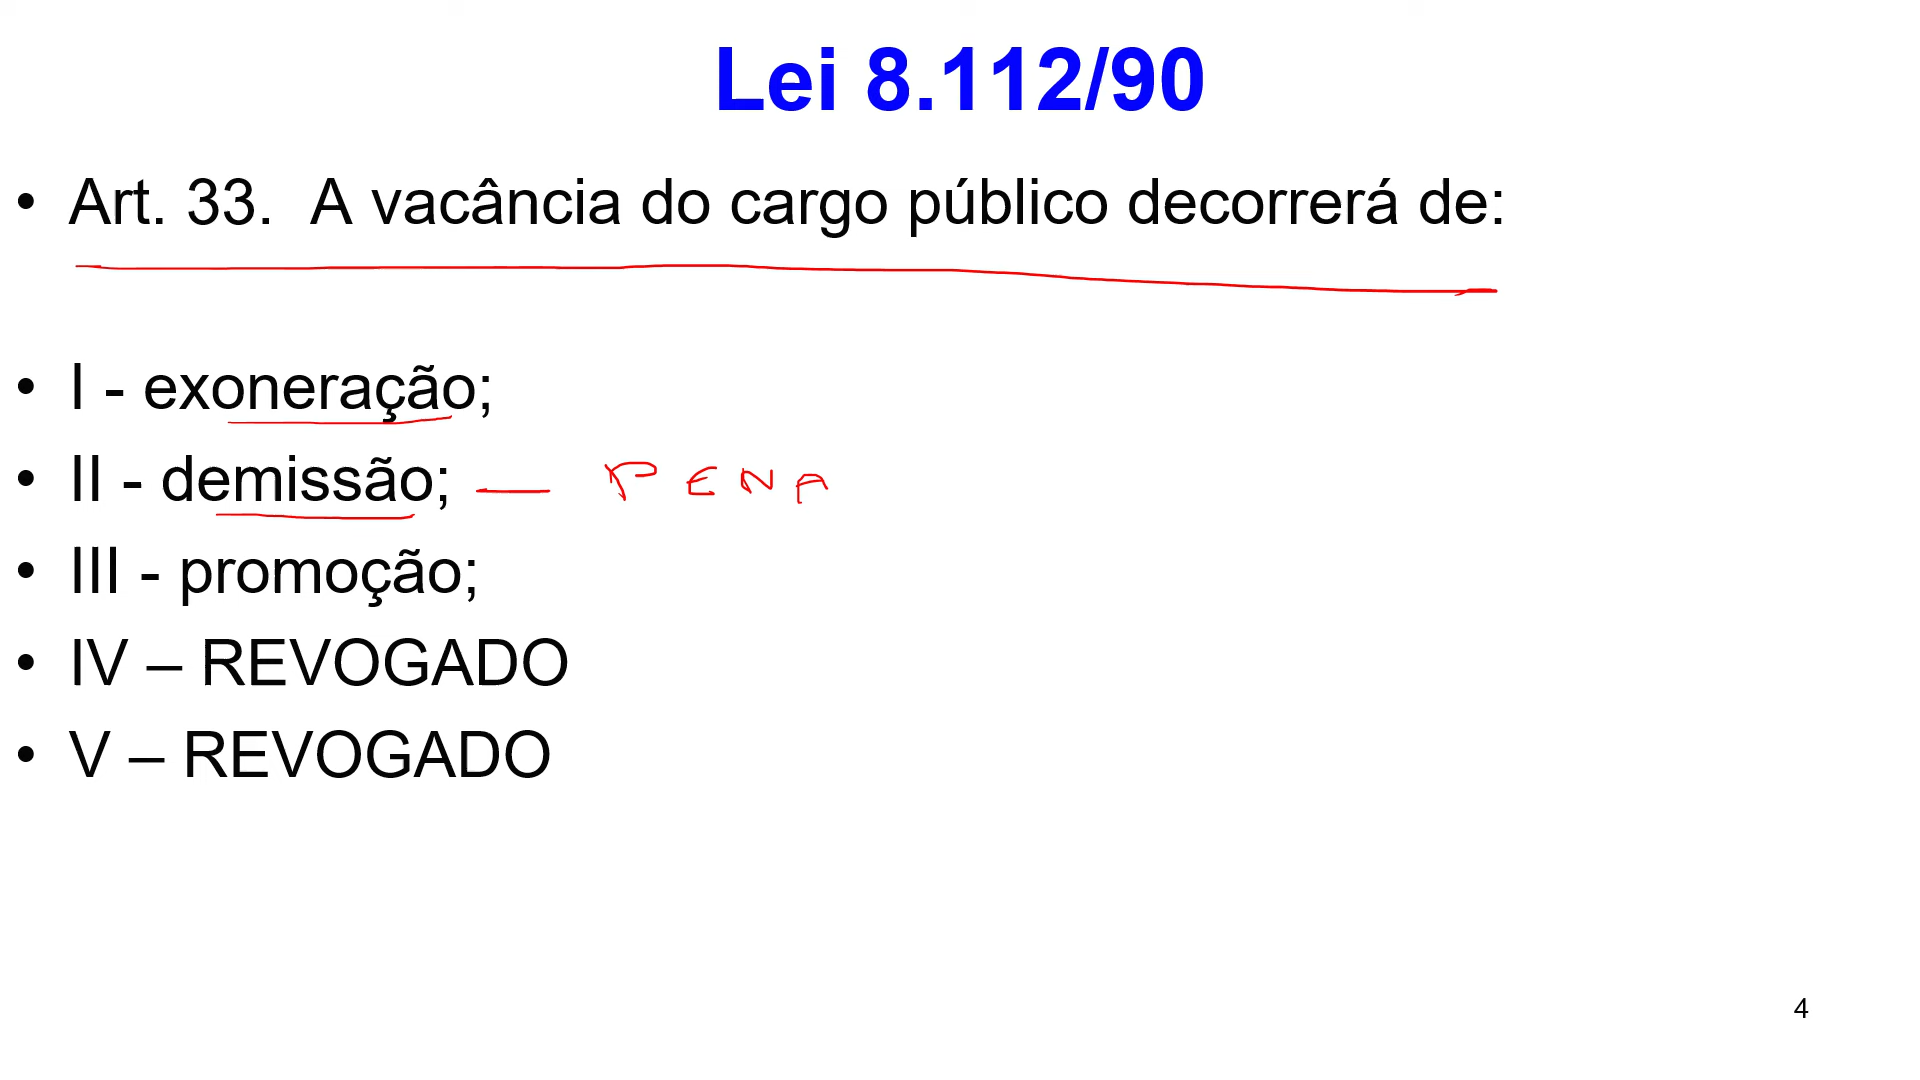 Lei 8.112/90
• Art. 33. A vacância do cargo público decorrerá de:
• I - exoneração;
• II - demissão; — PENA
• III - promoção;
• IV – REVOGADO
• V – REVOGADO
4